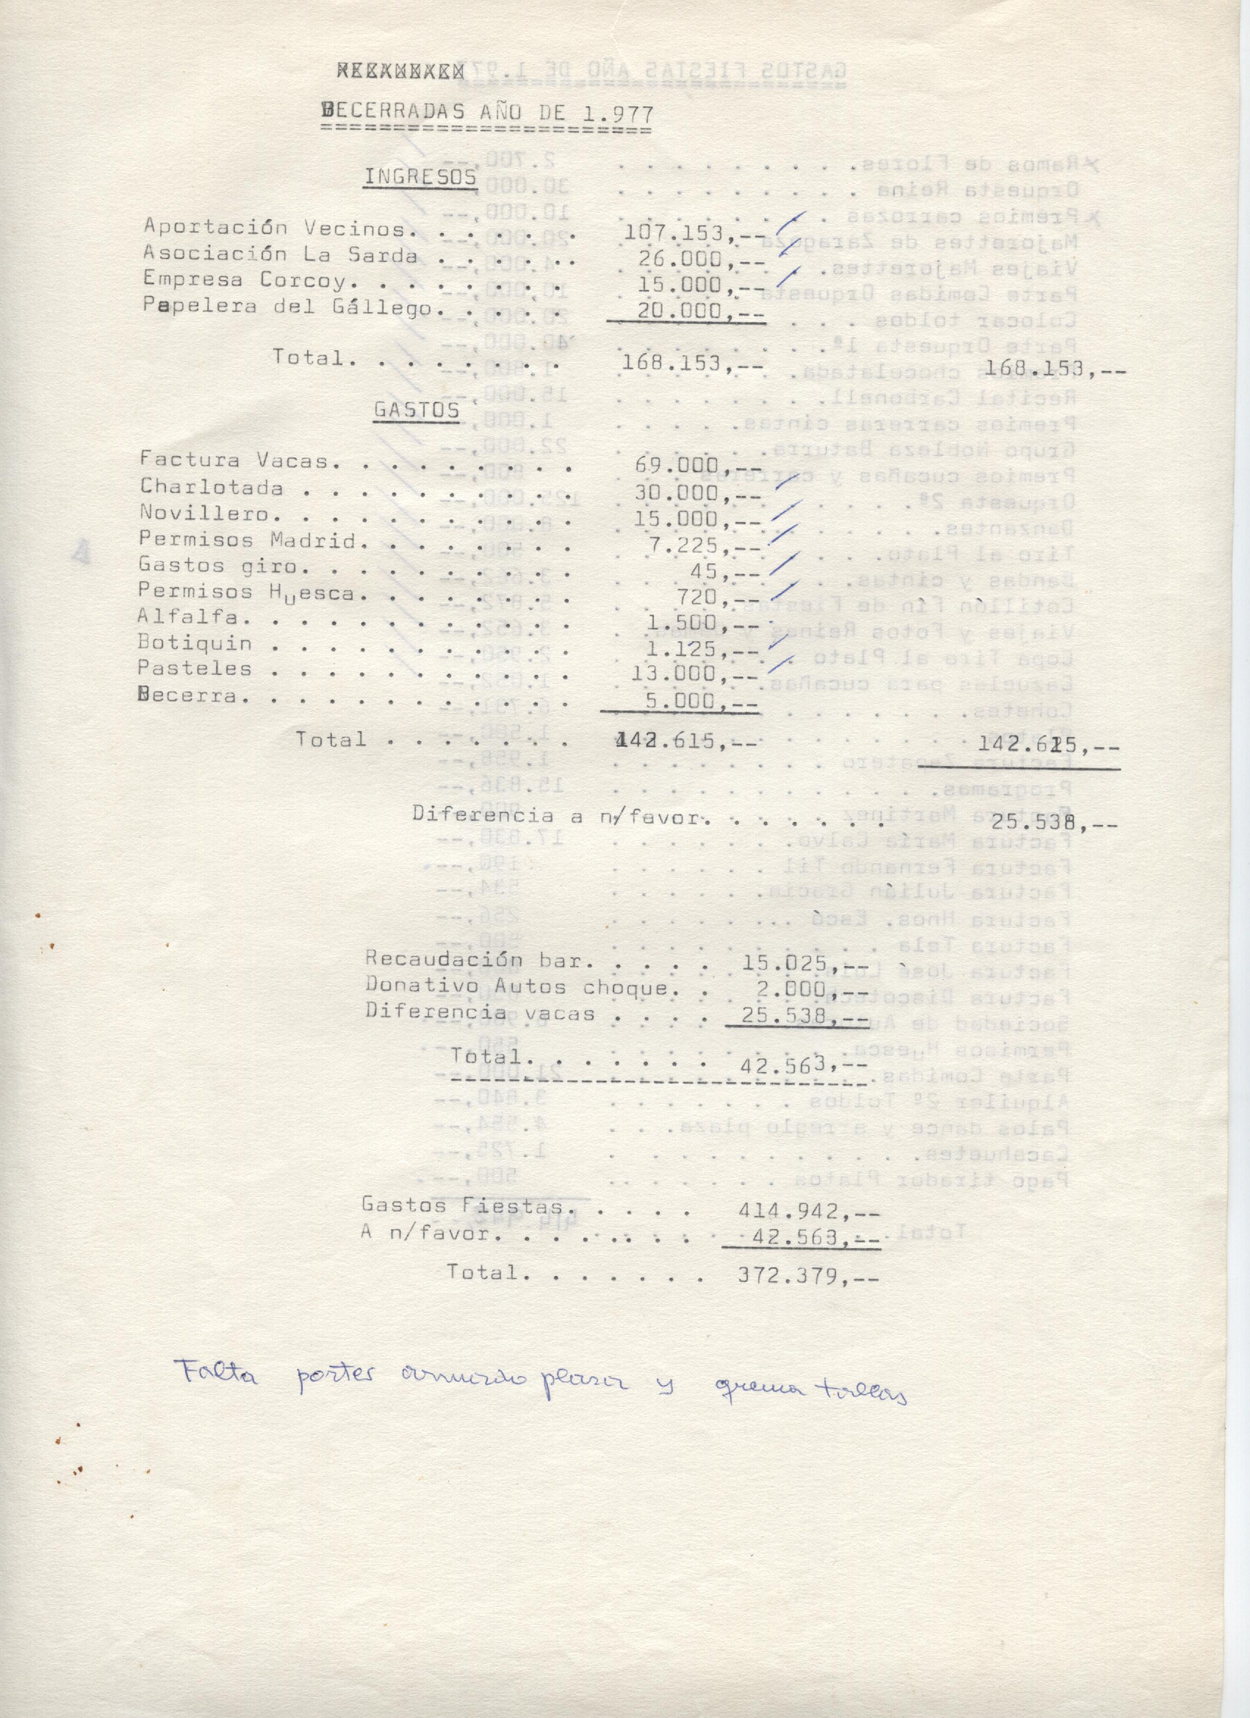 BECERRADAS AÑO DE 1.977
INGRESOS
Aportación Vecinos. . . . . . 107.153,--
Asociación La Sarda . . . . .. 26.000,--
Empresa Corcoy. . . . . . . . 15.000,--
Papelera del Gállego. . . . . 20.000,--
Total. . . . . . . . 168.153,-- 168.153,--
GASTOS
Factura Vacas. . . . . . . . . 69.000,--
Charlotada . . . . . . . . . . 30.000,--
Novillero. . . . . . . . . . . 15.000,--
Permisos Madrid. . . . . . . . 7.225,--
Gastos giro. . . . . . . . . . 45,--
Permisos Huesca. . . . . . . . 720,--
Alfalfa. . . . . . . . . . . . 1.500,--
Botiquin . . . . . . . . . . . 1.125,--
Pasteles . . . . . . . . . . . 13.000,--
Becerra. . . . . . . . . . . . 5.000,--
Total . . . . . . . 142.615,-- 142.615,--
Diferencia a n/favor. . . . . . . 25.538,--
Recaudación bar. . . . . 15.025,--
Donativo Autos choque. . 2.000,--
Diferencia vacas . . . . 25.538,--
Total. . . . . . . 42.563,--
Gastos Fiestas. . . . . 414.942,--
A n/favor. . . .... . . 42.563,--
Total. . . . . . . 372.379,--
Falta portes plaza y